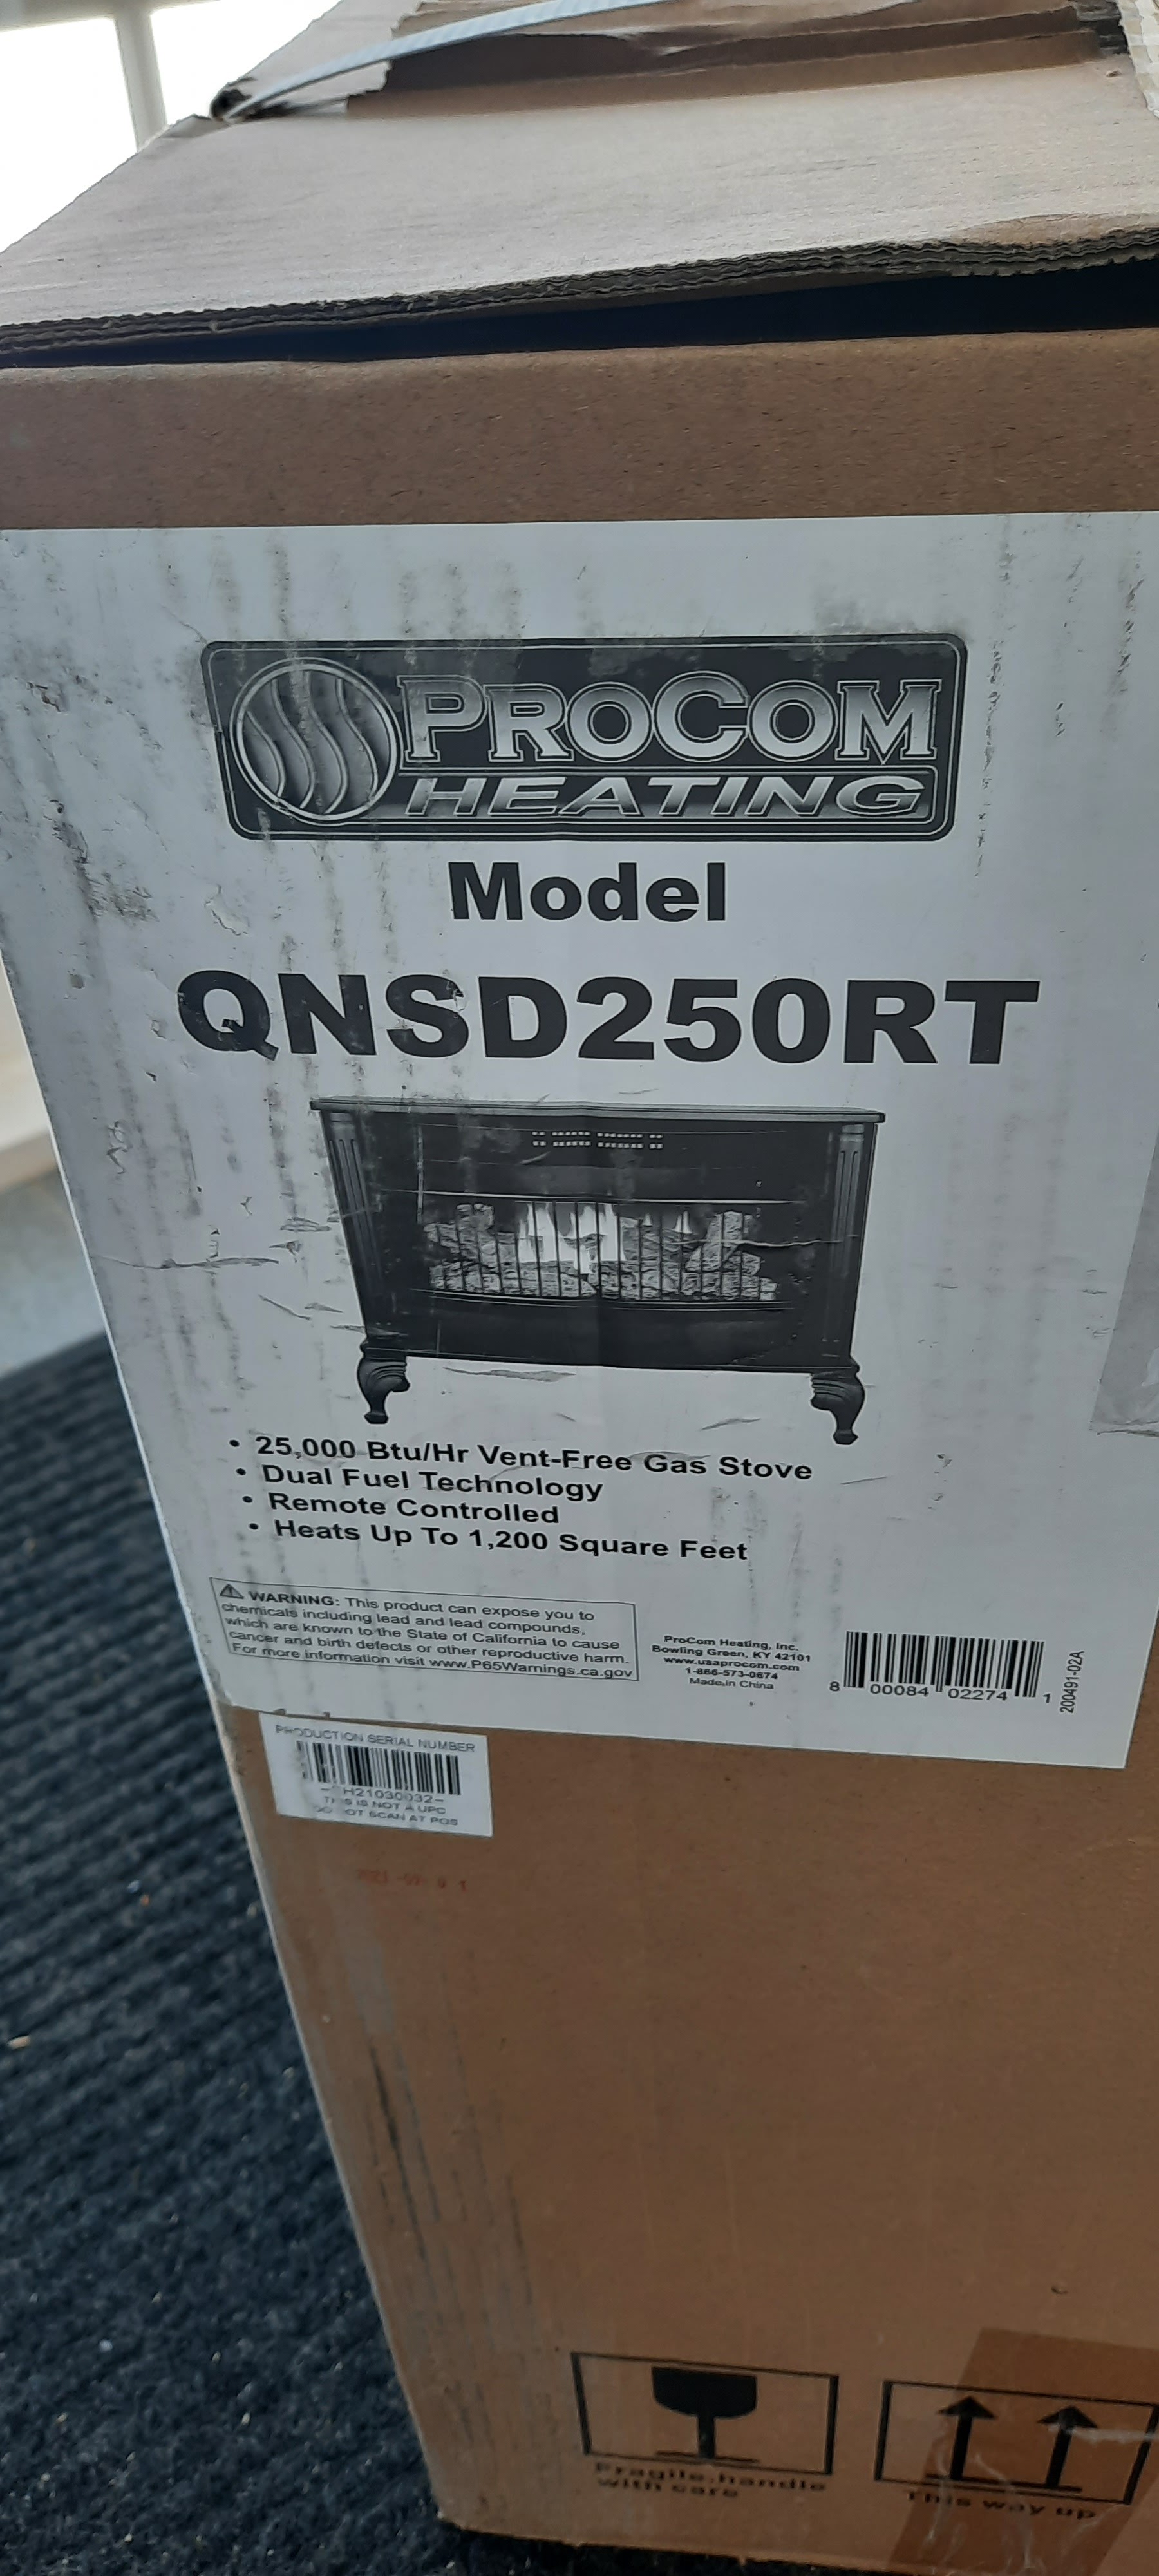 PROCOM
HEATING
Model
QNSD250RT
• 25,000 Btu/Hr Vent-Free Gas Stove
• Dual Fuel Technology
• Remote Controlled
• Heats Up To 1,200 Square Feet
WARNING: This product can expose you to
chemicals including lead and lead compounds,
which are known to the State of California to cause
cancer and birth defects or other reproductive harm.
For more information visit www.P65Warnings.ca.gov
ProCom Heating, Inc.
Bowling Green, KY 42101
www.usaprocom.com
1-866-573-0674
Made in China
8 00084 02274 1
200491-02A
PRODUCTION SERIAL NUMBER
THIS IS NOT A UPC
DO NOT SCAN AT POS
Fragile,handle
with care
This way up